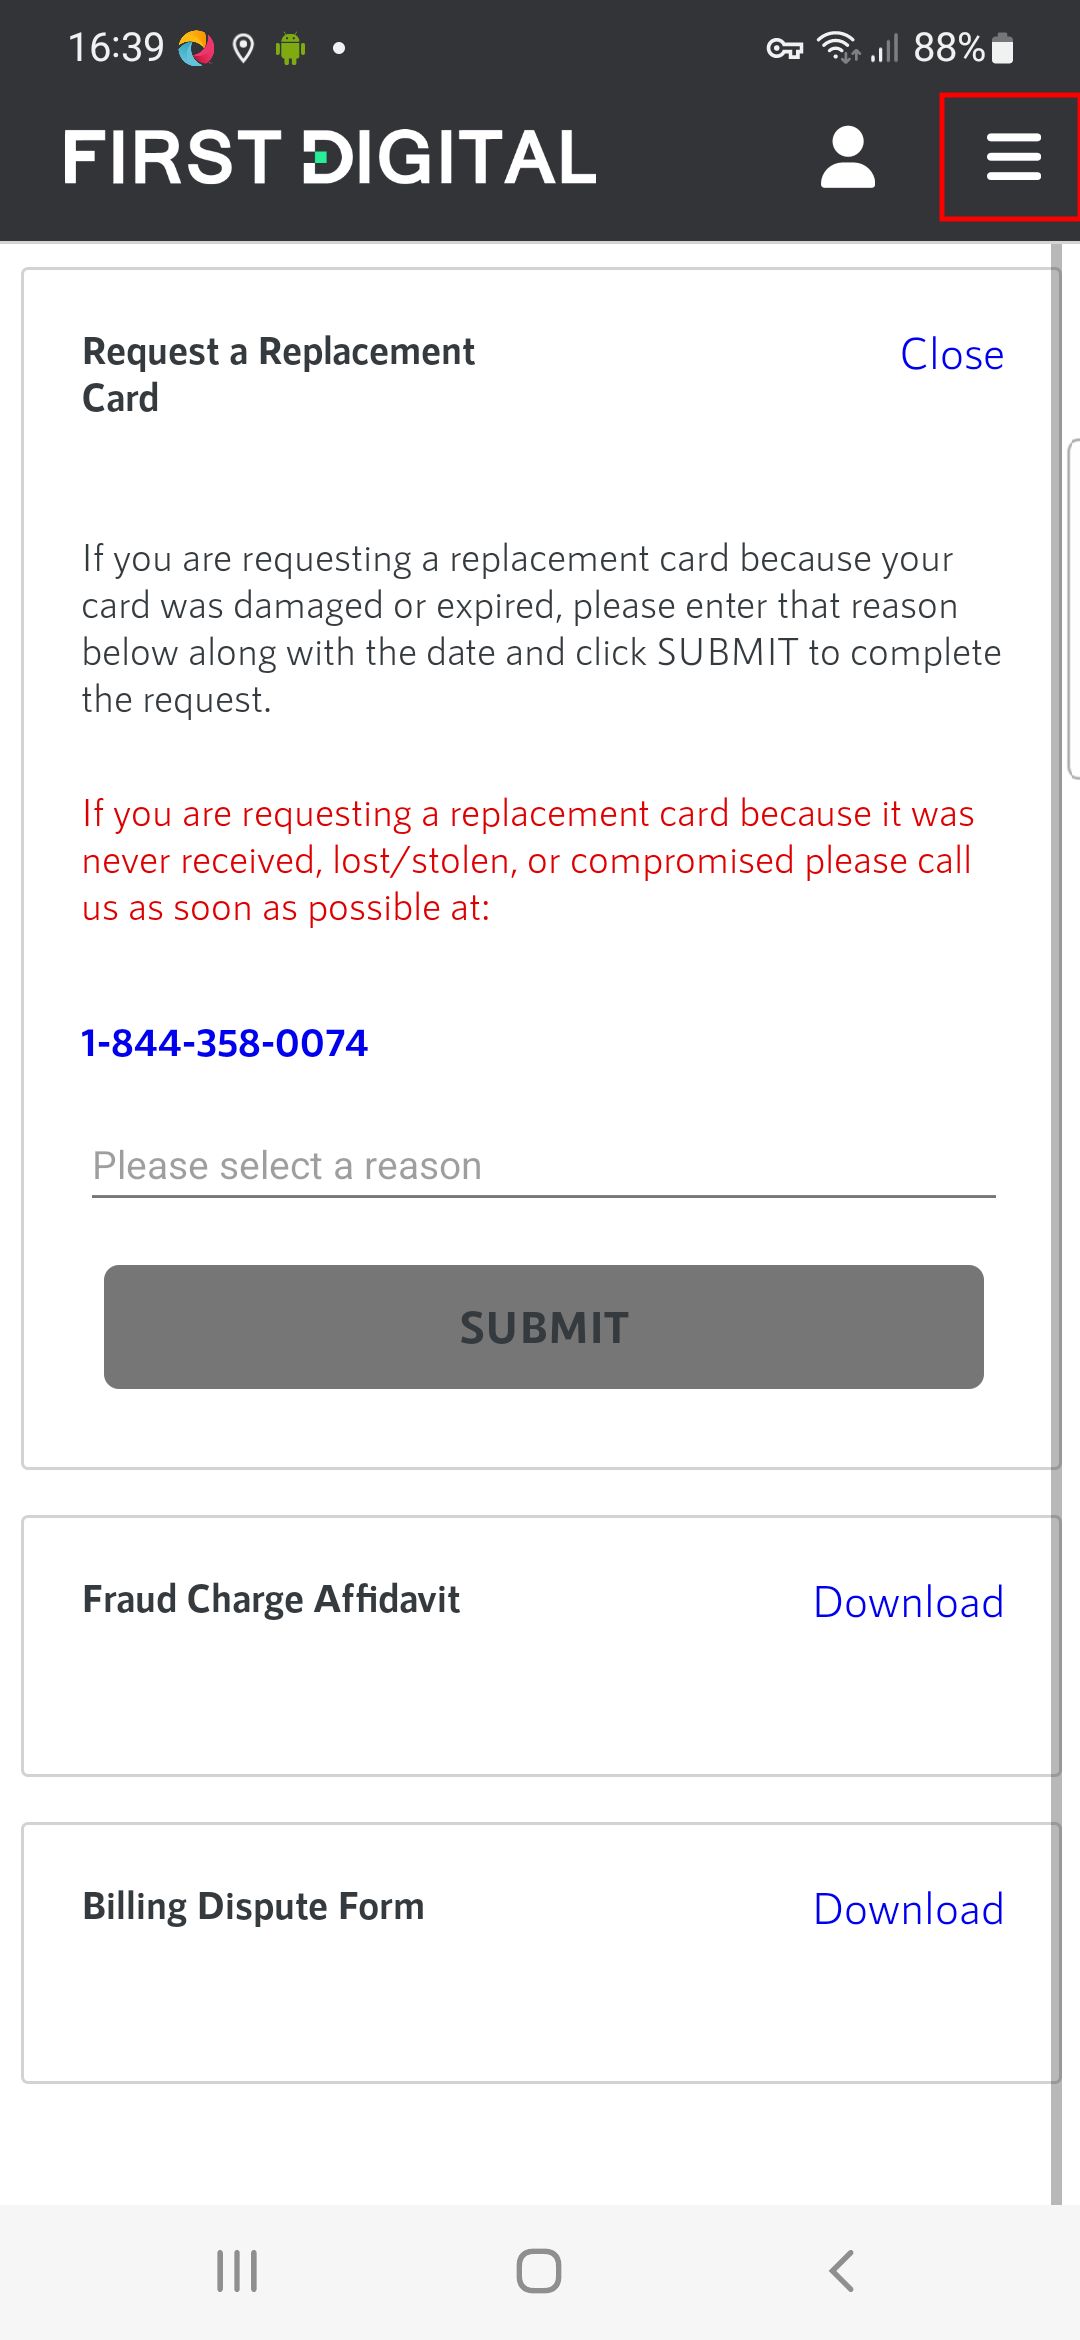 16:39
88%
FIRST DIGITAL
Request a Replacement
Card
Close
If you are requesting a replacement card because your
card was damaged or expired, please enter that reason
below along with the date and click SUBMIT to complete
the request.
If you are requesting a replacement card because it was
never received, lost/stolen, or compromised please call
us as soon as possible at:
1-844-358-0074
Please select a reason
SUBMIT
Fraud Charge Affidavit
Download
Billing Dispute Form
Download